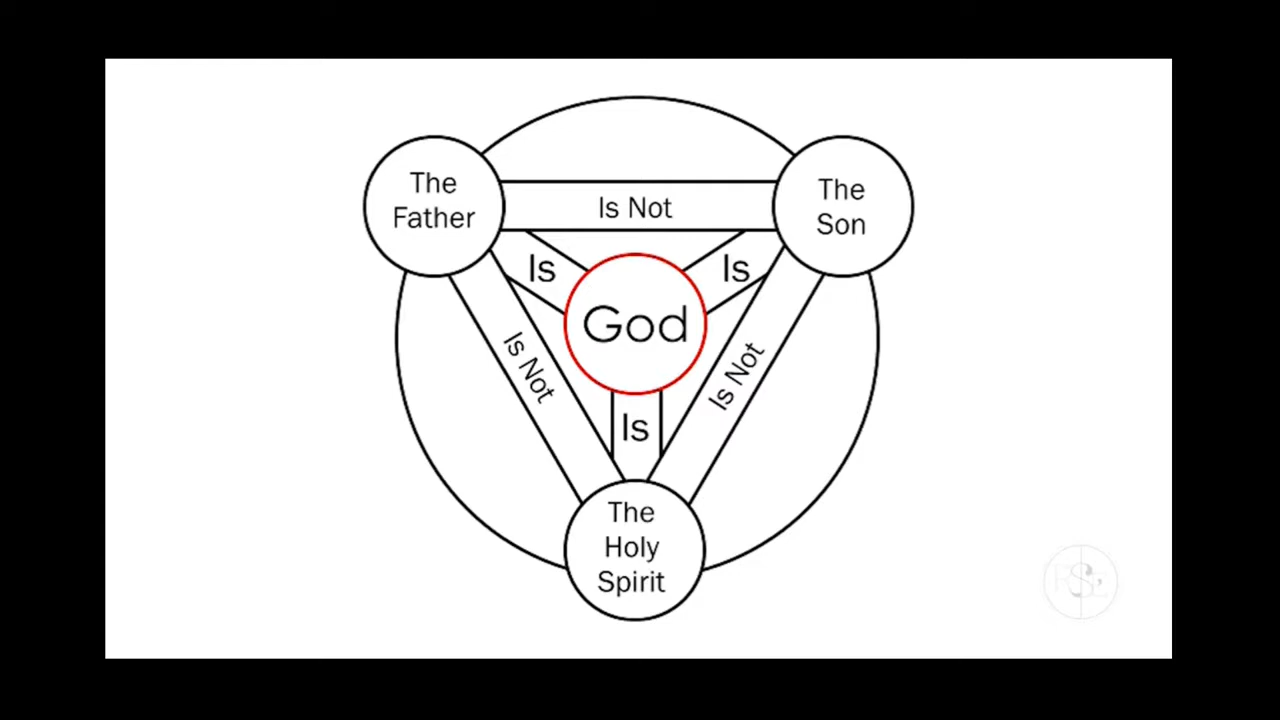 The
Father
Is Not
The
Son
Is
Is
God
Is Not
Is Not
Is
The
Holy
Spirit